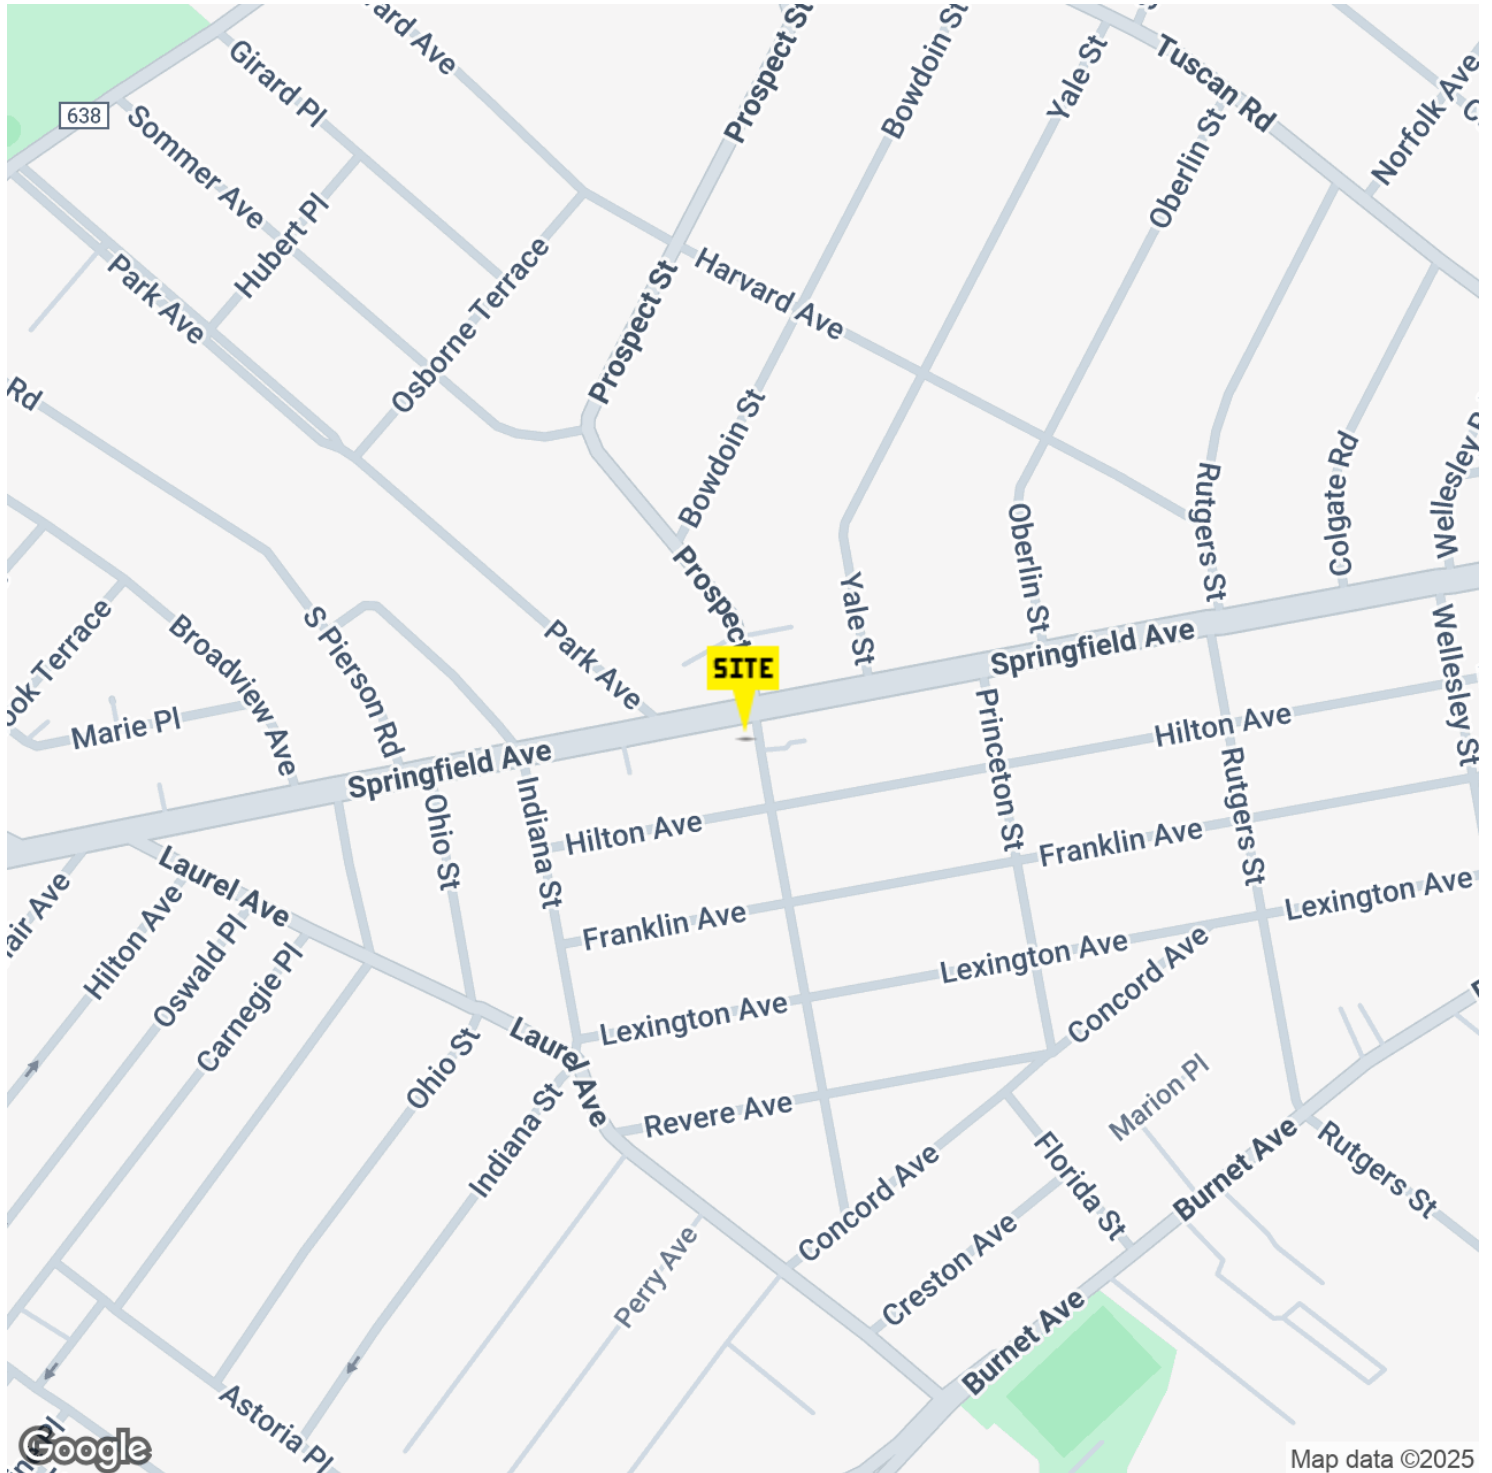 Prospect St
Bowdoin St
Yale St
Tuscan Rd
Girard Pl
638
Sommer Ave
Norfolk Ave
Oberlin St
Hubert Pl
Park Ave
Osborne Terrace
Harvard Ave
Prospect St
Rd
Bowdoin St
Rutgers St
Colgate Rd
Oberlin St
Prospect
Yale St
S Pierson Rd
Broadview Ave
Park Ave
SITE
Springfield Ave
Wellesley St
Marie Pl
Springfield Ave
Princeton St
Hilton Ave
Rutgers St
Ohio St
Indiana St
Hilton Ave
Franklin Ave
Laurel Ave
Hilton Ave
Oswald Pl
Carnegie Pl
Franklin Ave
Lexington Ave
Lexington Ave
Concord Ave
Lexington Ave
Laurel Ave
Ohio St
Indiana St
Revere Ave
Marion Pl
Florida St
Burnet Ave
Rutgers St
Concord Ave
Creston Ave
Perry Ave
Burnet Ave
Astoria Pl
Google
Map data ©2025